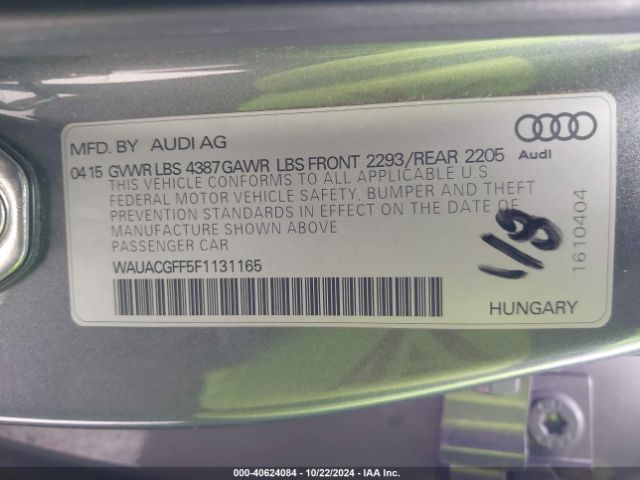 MFD. BY AUDI AG
Audi
04 15 GVWR LBS 4387 GAWR LBS FRONT 2293/REAR 2205
THIS VEHICLE CONFORMS TO ALL APPLICABLE U.S.
FEDERAL MOTOR VEHICLE SAFETY, BUMPER AND THEFT
PREVENTION STANDARDS IN EFFECT ON THE DATE OF
MANUFACTURE SHOWN ABOVE
PASSENGER CAR
WAUACGFF5F1131165
1610404
HUNGARY
000-40624084 | 10/22/2024 | IAA Inc.